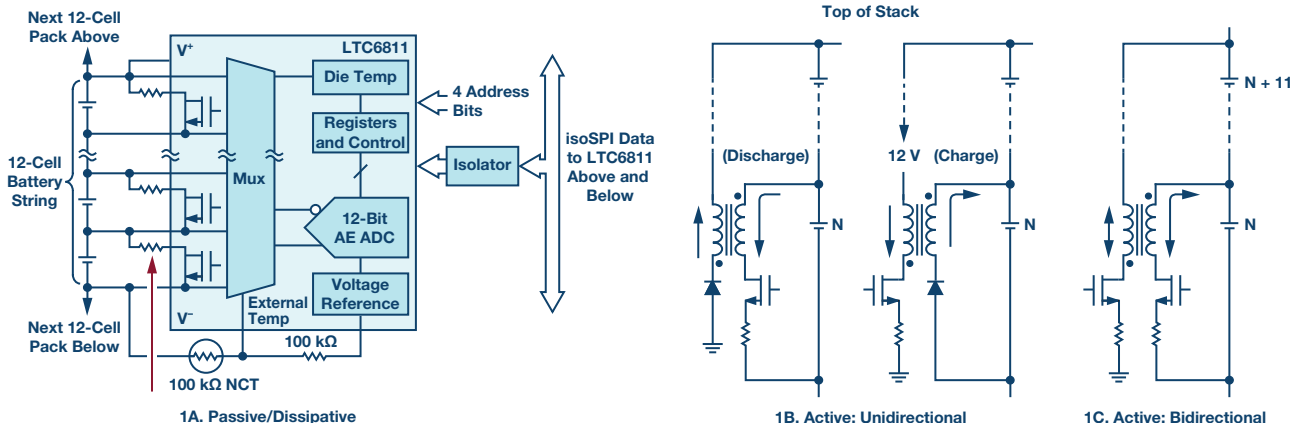 Next 12-Cell
Pack Above
V+
LTC6811
Die Temp
Registers
and Control
Mux
12-Bit
AE ADC
Voltage
Reference
External
Temp
V−
12-Cell
Battery
String
Next 12-Cell
Pack Below
100 kΩ
100 kΩ NCT
4 Address
Bits
Isolator
isoSPI Data
to LTC6811
Above and
Below
1A. Passive/Dissipative
Top of Stack
(Discharge)
N
12 V
(Charge)
N
1B. Active: Unidirectional
N + 11
N
1C. Active: Bidirectional